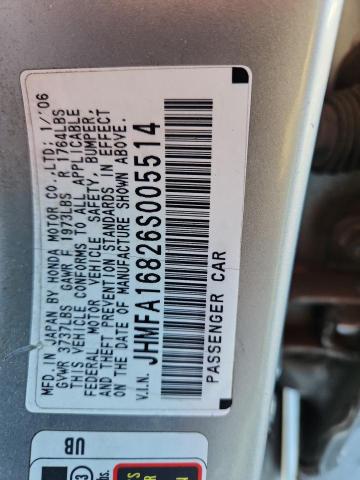 MFD. IN JAPAN BY HONDA MOTOR CO.,LTD; 1/'06
GVWR 3737LBS GAWR F 1973LBS R 1764LBS
THIS VEHICLE CONFORMS TO ALL APPLICABLE
FEDERAL MOTOR VEHICLE SAFETY, BUMPER,
AND THEFT PREVENTION STANDARDS IN EFFECT
ON THE DATE OF MANUFACTURE SHOWN ABOVE.
V.I.N. JHMFA16826S005514
PASSENGER CAR
UB